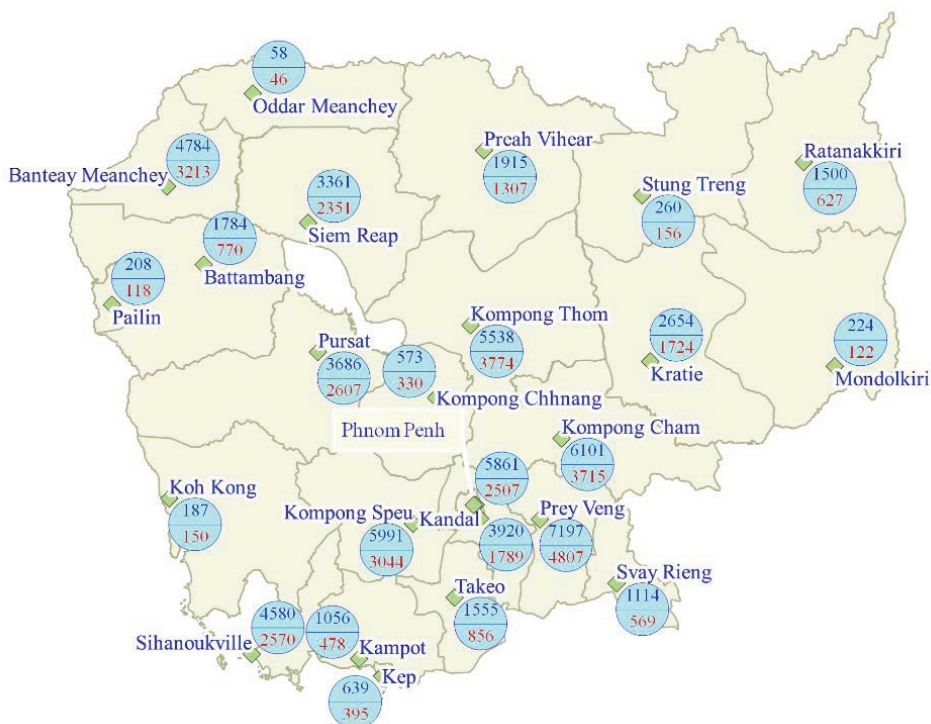 58
46
Oddar Meanchey
4784
3213
Banteay Meanchey
Preah Vihear
1915
1307
Ratanakkiri
1500
627
3361
2351
Siem Reap
Stung Treng
260
156
1784
770
Battambang
208
118
Pailin
Kompong Thom
5538
3774
2654
1724
Kratie
224
122
Mondolkiri
Pursat
3686
2607
573
330
Kompong Chhnang
Phnom Penh
Kompong Cham
6101
3715
5861
2507
Koh Kong
187
150
Kompong Speu
5991
3044
Kandal
3920
1789
Prey Veng
7197
4807
Svay Rieng
1114
569
Takeo
1555
856
4580
2570
Sihanoukville
1056
478
Kampot
Kep
639
395